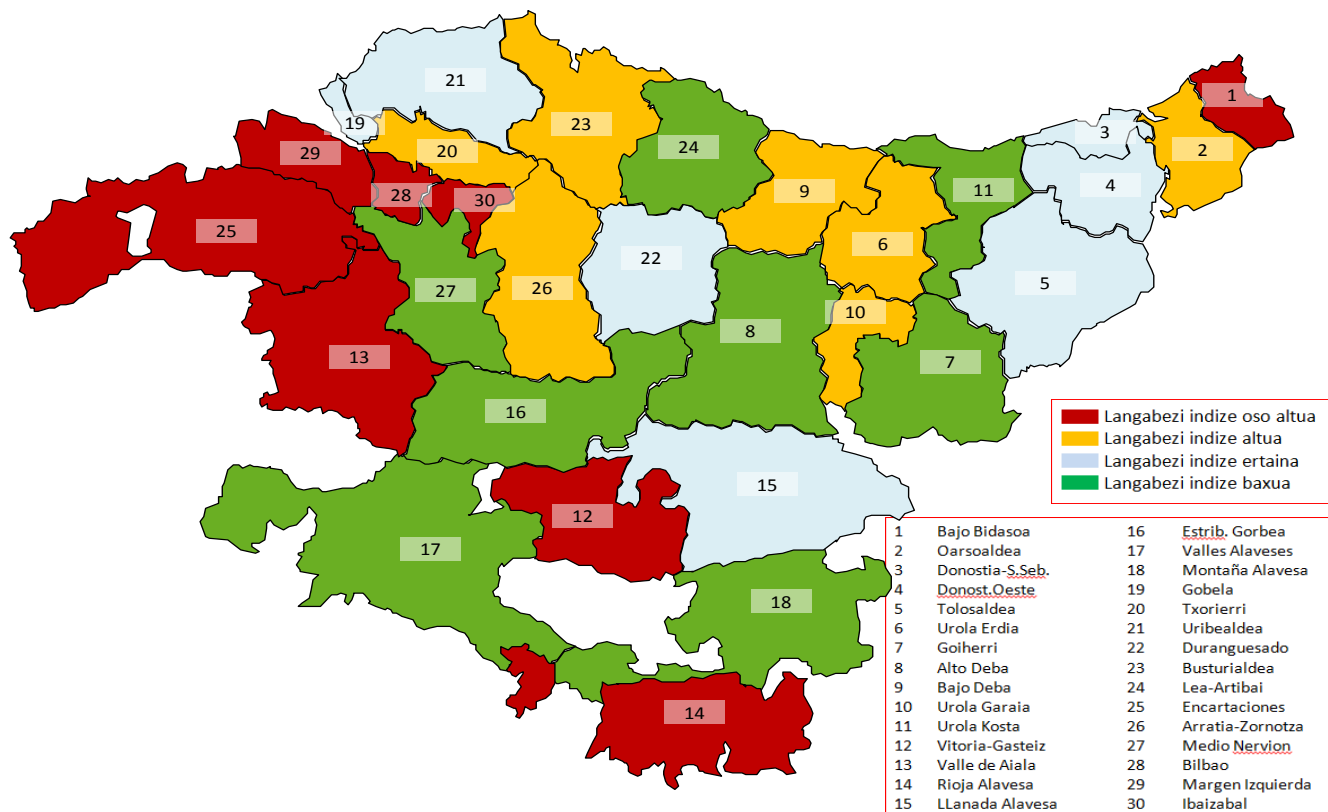 21
1
19
23
3
20
24
2
29
4
28
30
9
11
25
6
22
5
27
26
10
8
7
13
16
15
12
17
18
14
Langabezi indize oso altua
Langabezi indize altua
Langabezi indize ertaina
Langabezi indize baxua
1 Bajo Bidasoa 16 Estrib. Gorbea
2 Oarsoaldea 17 Valles Alaveses
3 Donostia-S.Seb. 18 Montaña Alavesa
4 Donost.Oeste 19 Gobela
5 Tolosaldea 20 Txorierri
6 Urola Erdia 21 Uribealdea
7 Goiherri 22 Duranguesado
8 Alto Deba 23 Busturialdea
9 Bajo Deba 24 Lea-Artibai
10 Urola Garaia 25 Encartaciones
11 Urola Kosta 26 Arratia-Zornotza
12 Vitoria-Gasteiz 27 Medio Nervion
13 Valle de Aiala 28 Bilbao
14 Rioja Alavesa 29 Margen Izquierda
15 LLanada Alavesa 30 Ibaizabal